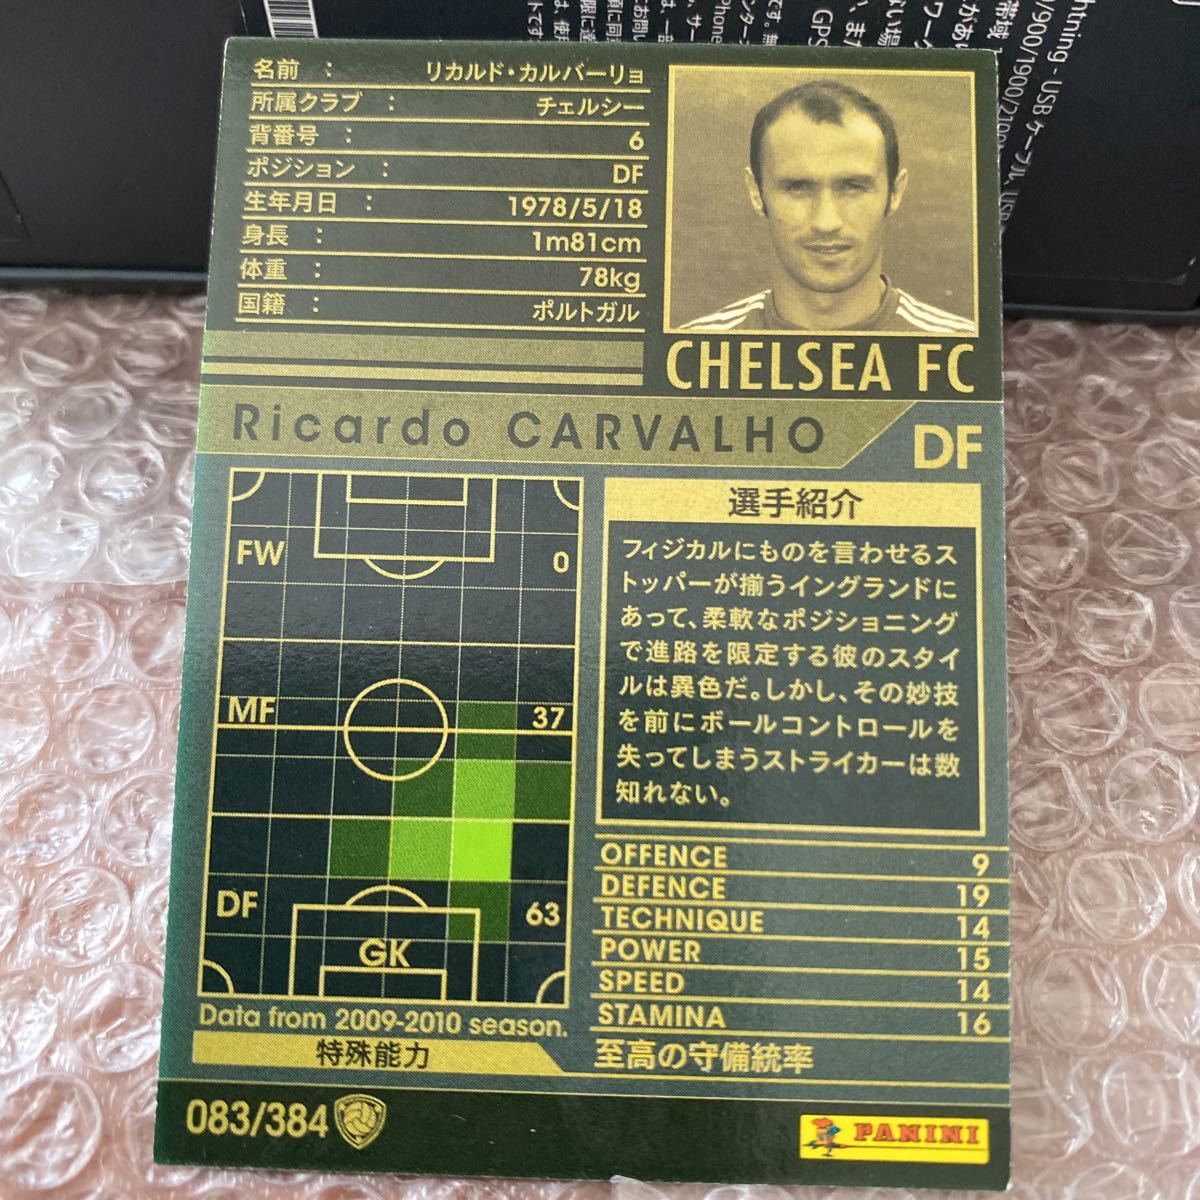 名前 : リカルド・カルバーリョ
所属クラブ : チェルシー
背番号 : 6
ポジション : DF
生年月日 : 1978/5/18
身長 : 1m81cm
体重 : 78kg
国籍 : ポルトガル
CHELSEA FC
Ricardo CARVALHO
DF
FW 0
MF 37
DF 63
GK
Data from 2009-2010 season.
選手紹介
フィジカルにものを言わせるス
トッパーが揃うイングランドに
あって、柔軟なポジショニング
で進路を限定する彼のスタイ
ルは異色だ。しかし、その妙技
を前にボールコントロールを
失ってしまうストライカーは数
知れない。
OFFENCE 9
DEFENCE 19
TECHNIQUE 14
POWER 15
SPEED 14
STAMINA 16
特殊能力 至高の守備統率
083/384
PANINI